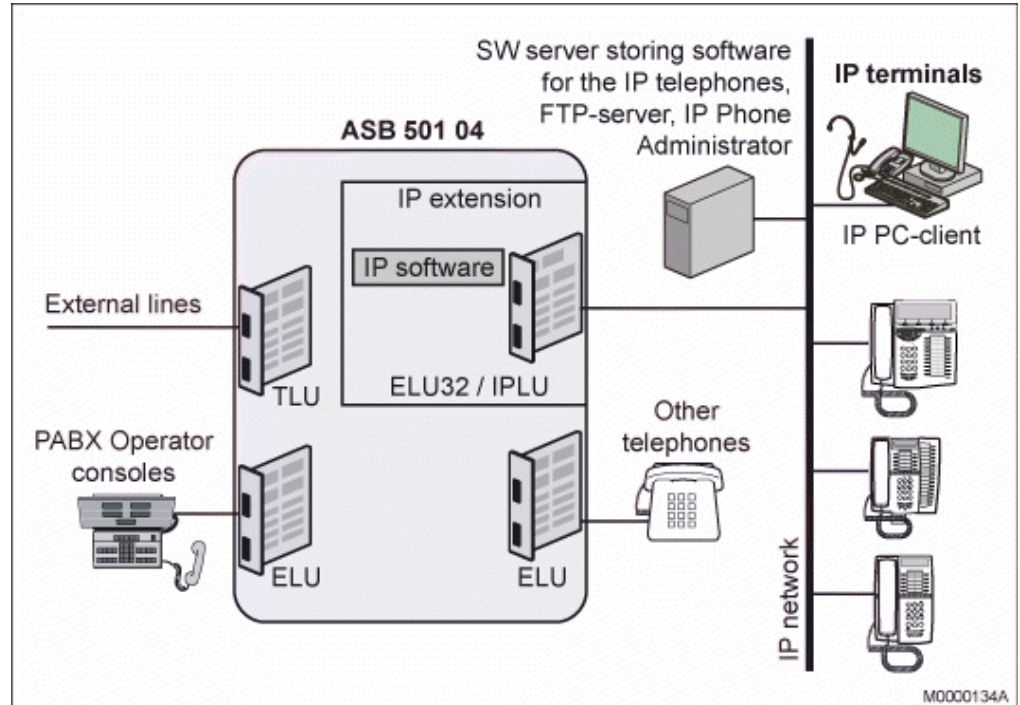 SW server storing software
for the IP telephones,
FTP-server, IP Phone
Administrator
IP terminals
ASB 501 04
IP extension
IP software
IP PC-client
External lines
TLU
ELU32 / IPLU
Other
telephones
PABX Operator
consoles
ELU
ELU
IP network
M0000134A